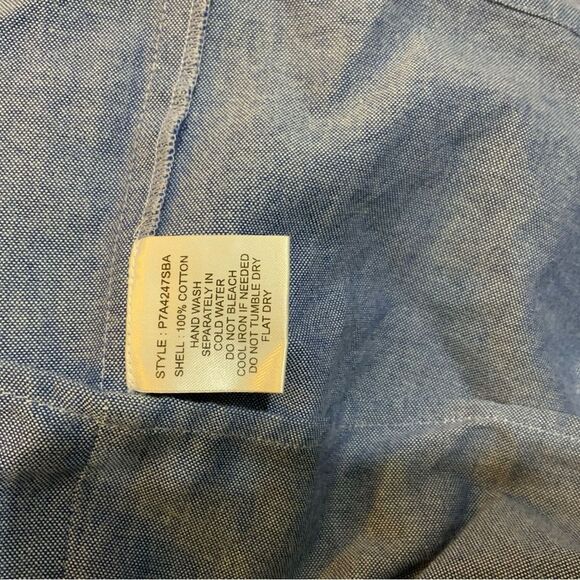 STYLE : P7A4247SBA
SHELL : 100% COTTON
HAND WASH
SEPARATELY IN
COLD WATER
DO NOT BLEACH
COOL IRON IF NEEDED
DO NOT TUMBLE DRY
FLAT DRY